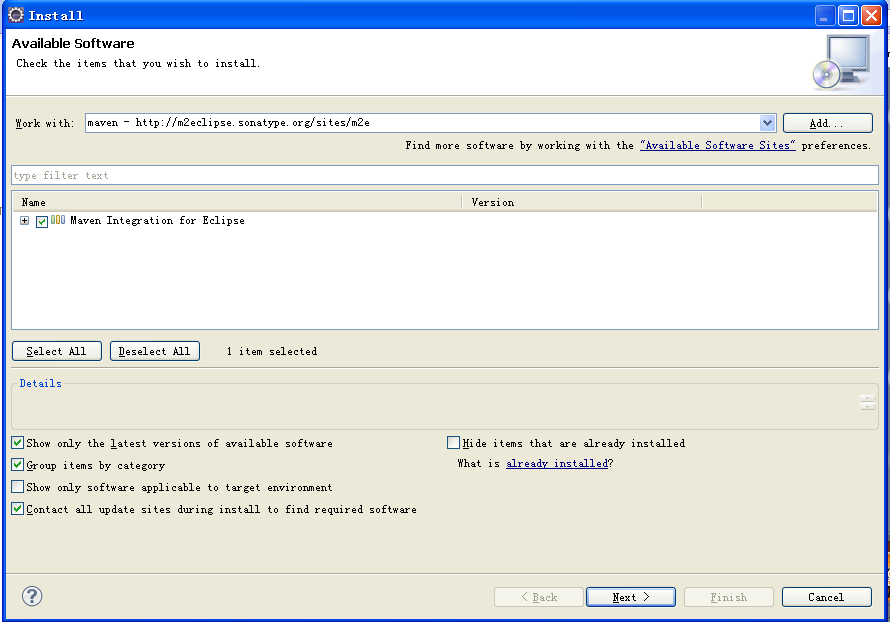 Install
Available Software
Check the items that you wish to install.
Work with: maven - http://m2eclipse.sonatype.org/sites/m2e Add...
Find more software by working with the "Available Software Sites" preferences.
type filter text
Name Version
Maven Integration for Eclipse
Select All Deselect All 1 item selected
Details
Show only the latest versions of available software Hide items that are already installed
Group items by category What is already installed?
Show only software applicable to target environment
Contact all update sites during install to find required software
? < Back Next > Finish Cancel